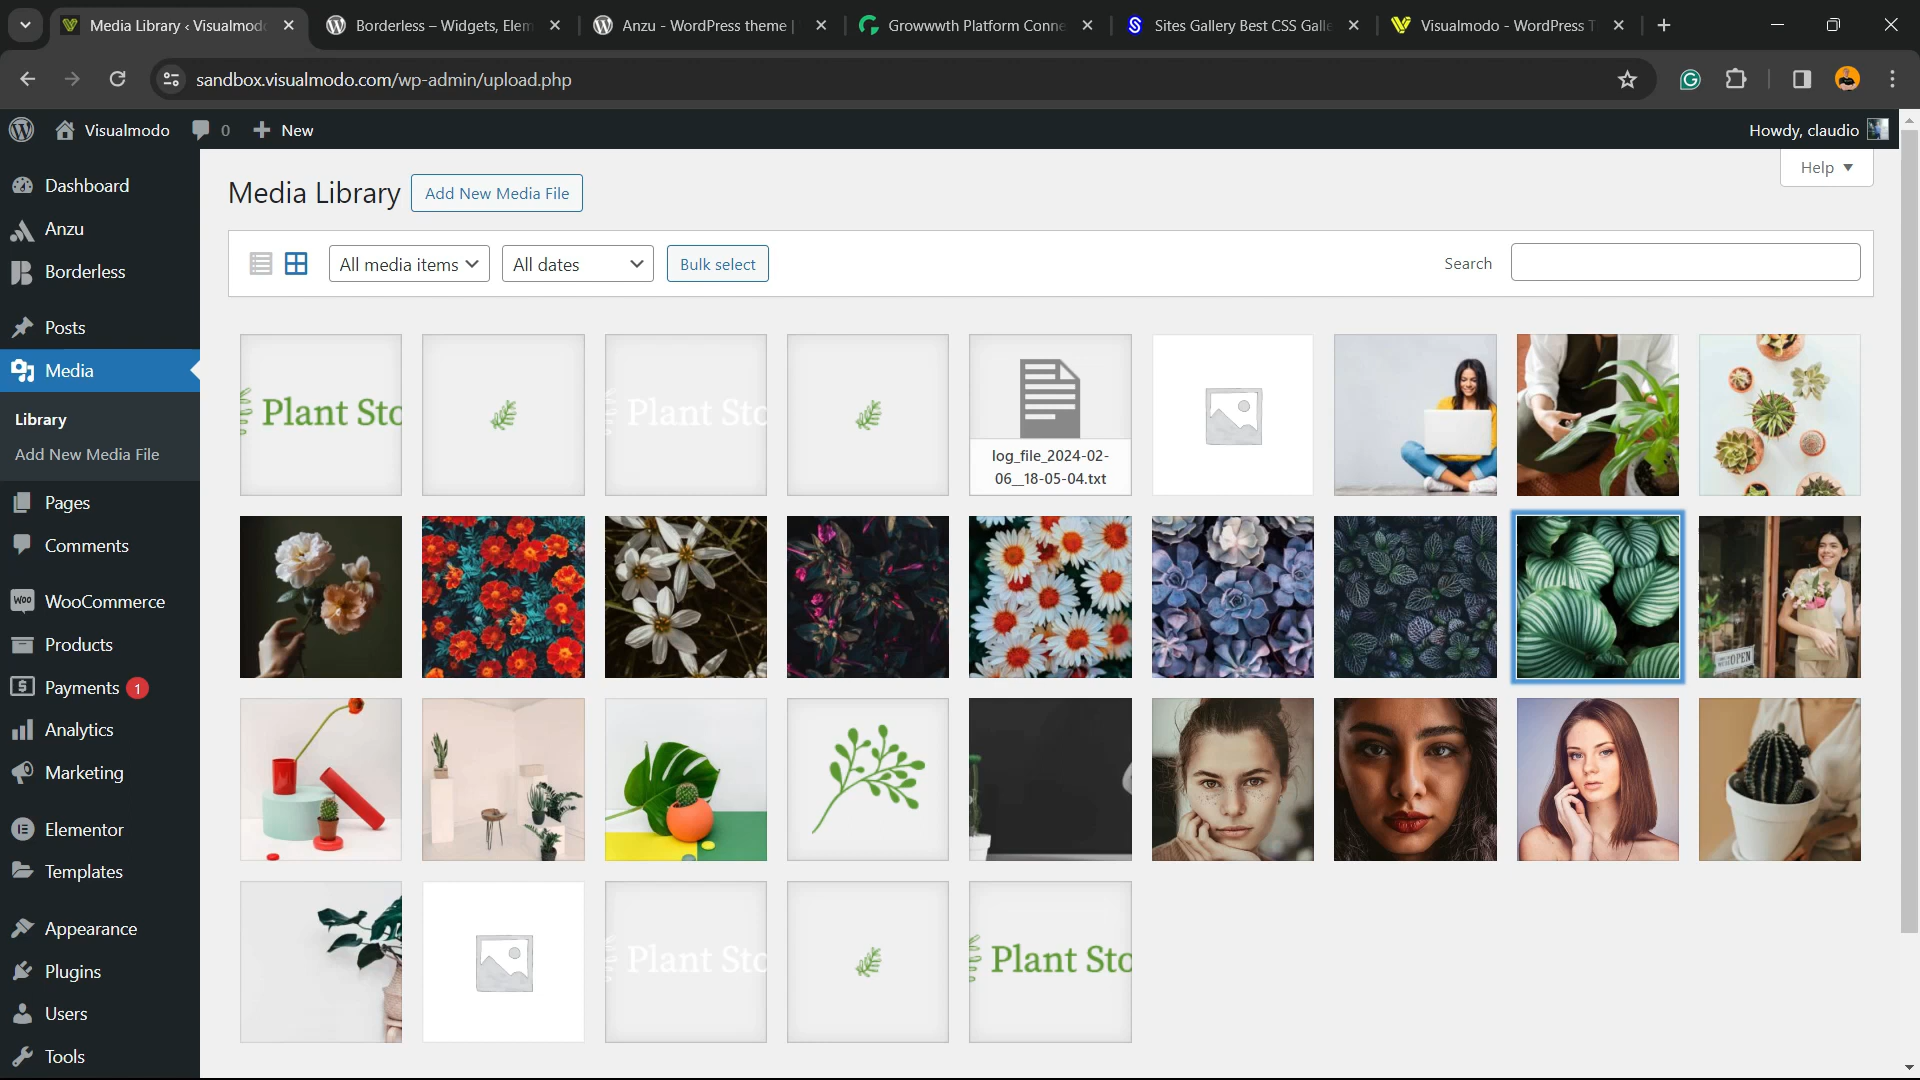 Media Library ‹ Visualmodo
Borderless – Widgets, Elem
Anzu - WordPress theme |
Growwwth Platform Conne
Sites Gallery Best CSS Galle
Visualmodo - WordPress T
sandbox.visualmodo.com/wp-admin/upload.php
Visualmodo
0
New
Howdy, claudio
Help
Dashboard
Anzu
Borderless
Posts
Media
Library
Add New Media File
Pages
Comments
Woo
WooCommerce
Products
Payments 1
Analytics
Marketing
Elementor
Templates
Appearance
Plugins
Users
Tools
Media Library
Add New Media File
All media items
All dates
Bulk select
Search
Plant Sto
Plant Sto
log_file_2024-02-
06__18-05-04.txt
OPEN
Plant Sto
Plant Sto